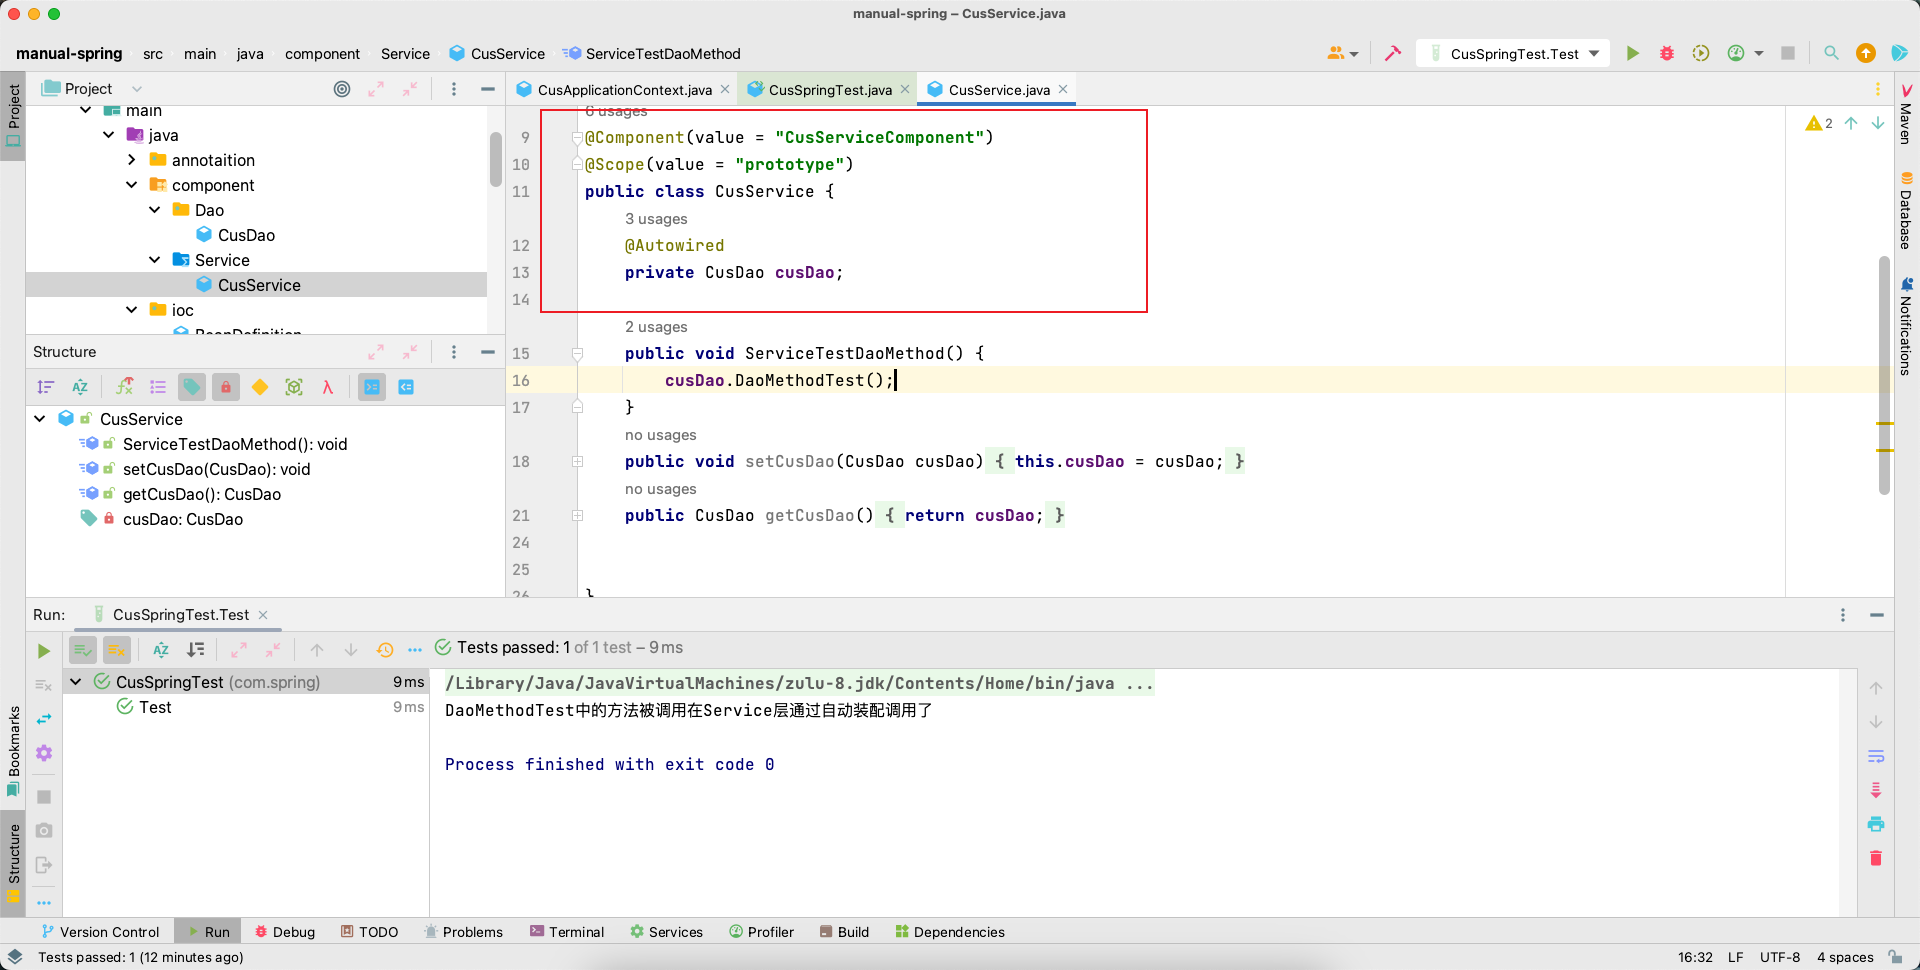 manual-spring – CusService.java
manual-spring src main java component Service CusService ServiceTestDaoMethod
CusSpringTest.Test
Project
CusApplicationContext.java CusSpringTest.java CusService.java
main
java
annotaition
component
Dao
CusDao
Service
CusService
ioc
BeanDefinition
6 usages
9 @Component(value = "CusServiceComponent")
10 @Scope(value = "prototype")
11 public class CusService {
3 usages
12 @Autowired
13 private CusDao cusDao;
14
2 usages
15 public void ServiceTestDaoMethod() {
16 cusDao.DaoMethodTest();
17 }
no usages
18 public void setCusDao(CusDao cusDao) { this.cusDao = cusDao; }
no usages
21 public CusDao getCusDao() { return cusDao; }
24
25
26 }
2
Structure
CusService
ServiceTestDaoMethod(): void
setCusDao(CusDao): void
getCusDao(): CusDao
cusDao: CusDao
Run: CusSpringTest.Test
Tests passed: 1 of 1 test – 9 ms
CusSpringTest (com.spring) 9 ms
Test 9 ms
/Library/Java/JavaVirtualMachines/zulu-8.jdk/Contents/Home/bin/java ...
DaoMethodTest中的方法被调用在Service层通过自动装配调用了
Process finished with exit code 0
Project
Bookmarks
Structure
Maven
Database
Notifications
Version Control Run Debug TODO Problems Terminal Services Profiler Build Dependencies
Tests passed: 1 (12 minutes ago)
16:32 LF UTF-8 4 spaces